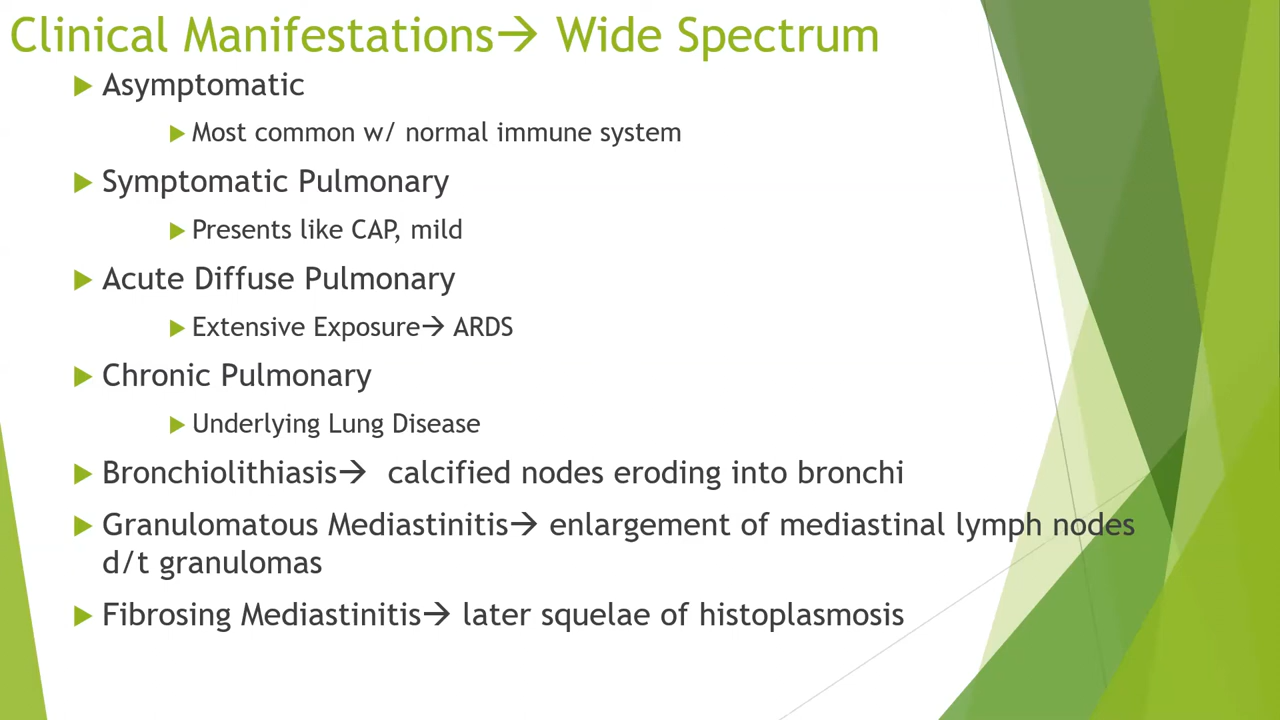 Clinical Manifestations→ Wide Spectrum
Asymptomatic
Most common w/ normal immune system
Symptomatic Pulmonary
Presents like CAP, mild
Acute Diffuse Pulmonary
Extensive Exposure→ ARDS
Chronic Pulmonary
Underlying Lung Disease
Bronchiolithiasis→ calcified nodes eroding into bronchi
Granulomatous Mediastinitis→ enlargement of mediastinal lymph nodes
d/t granulomas
Fibrosing Mediastinitis→ later squelae of histoplasmosis